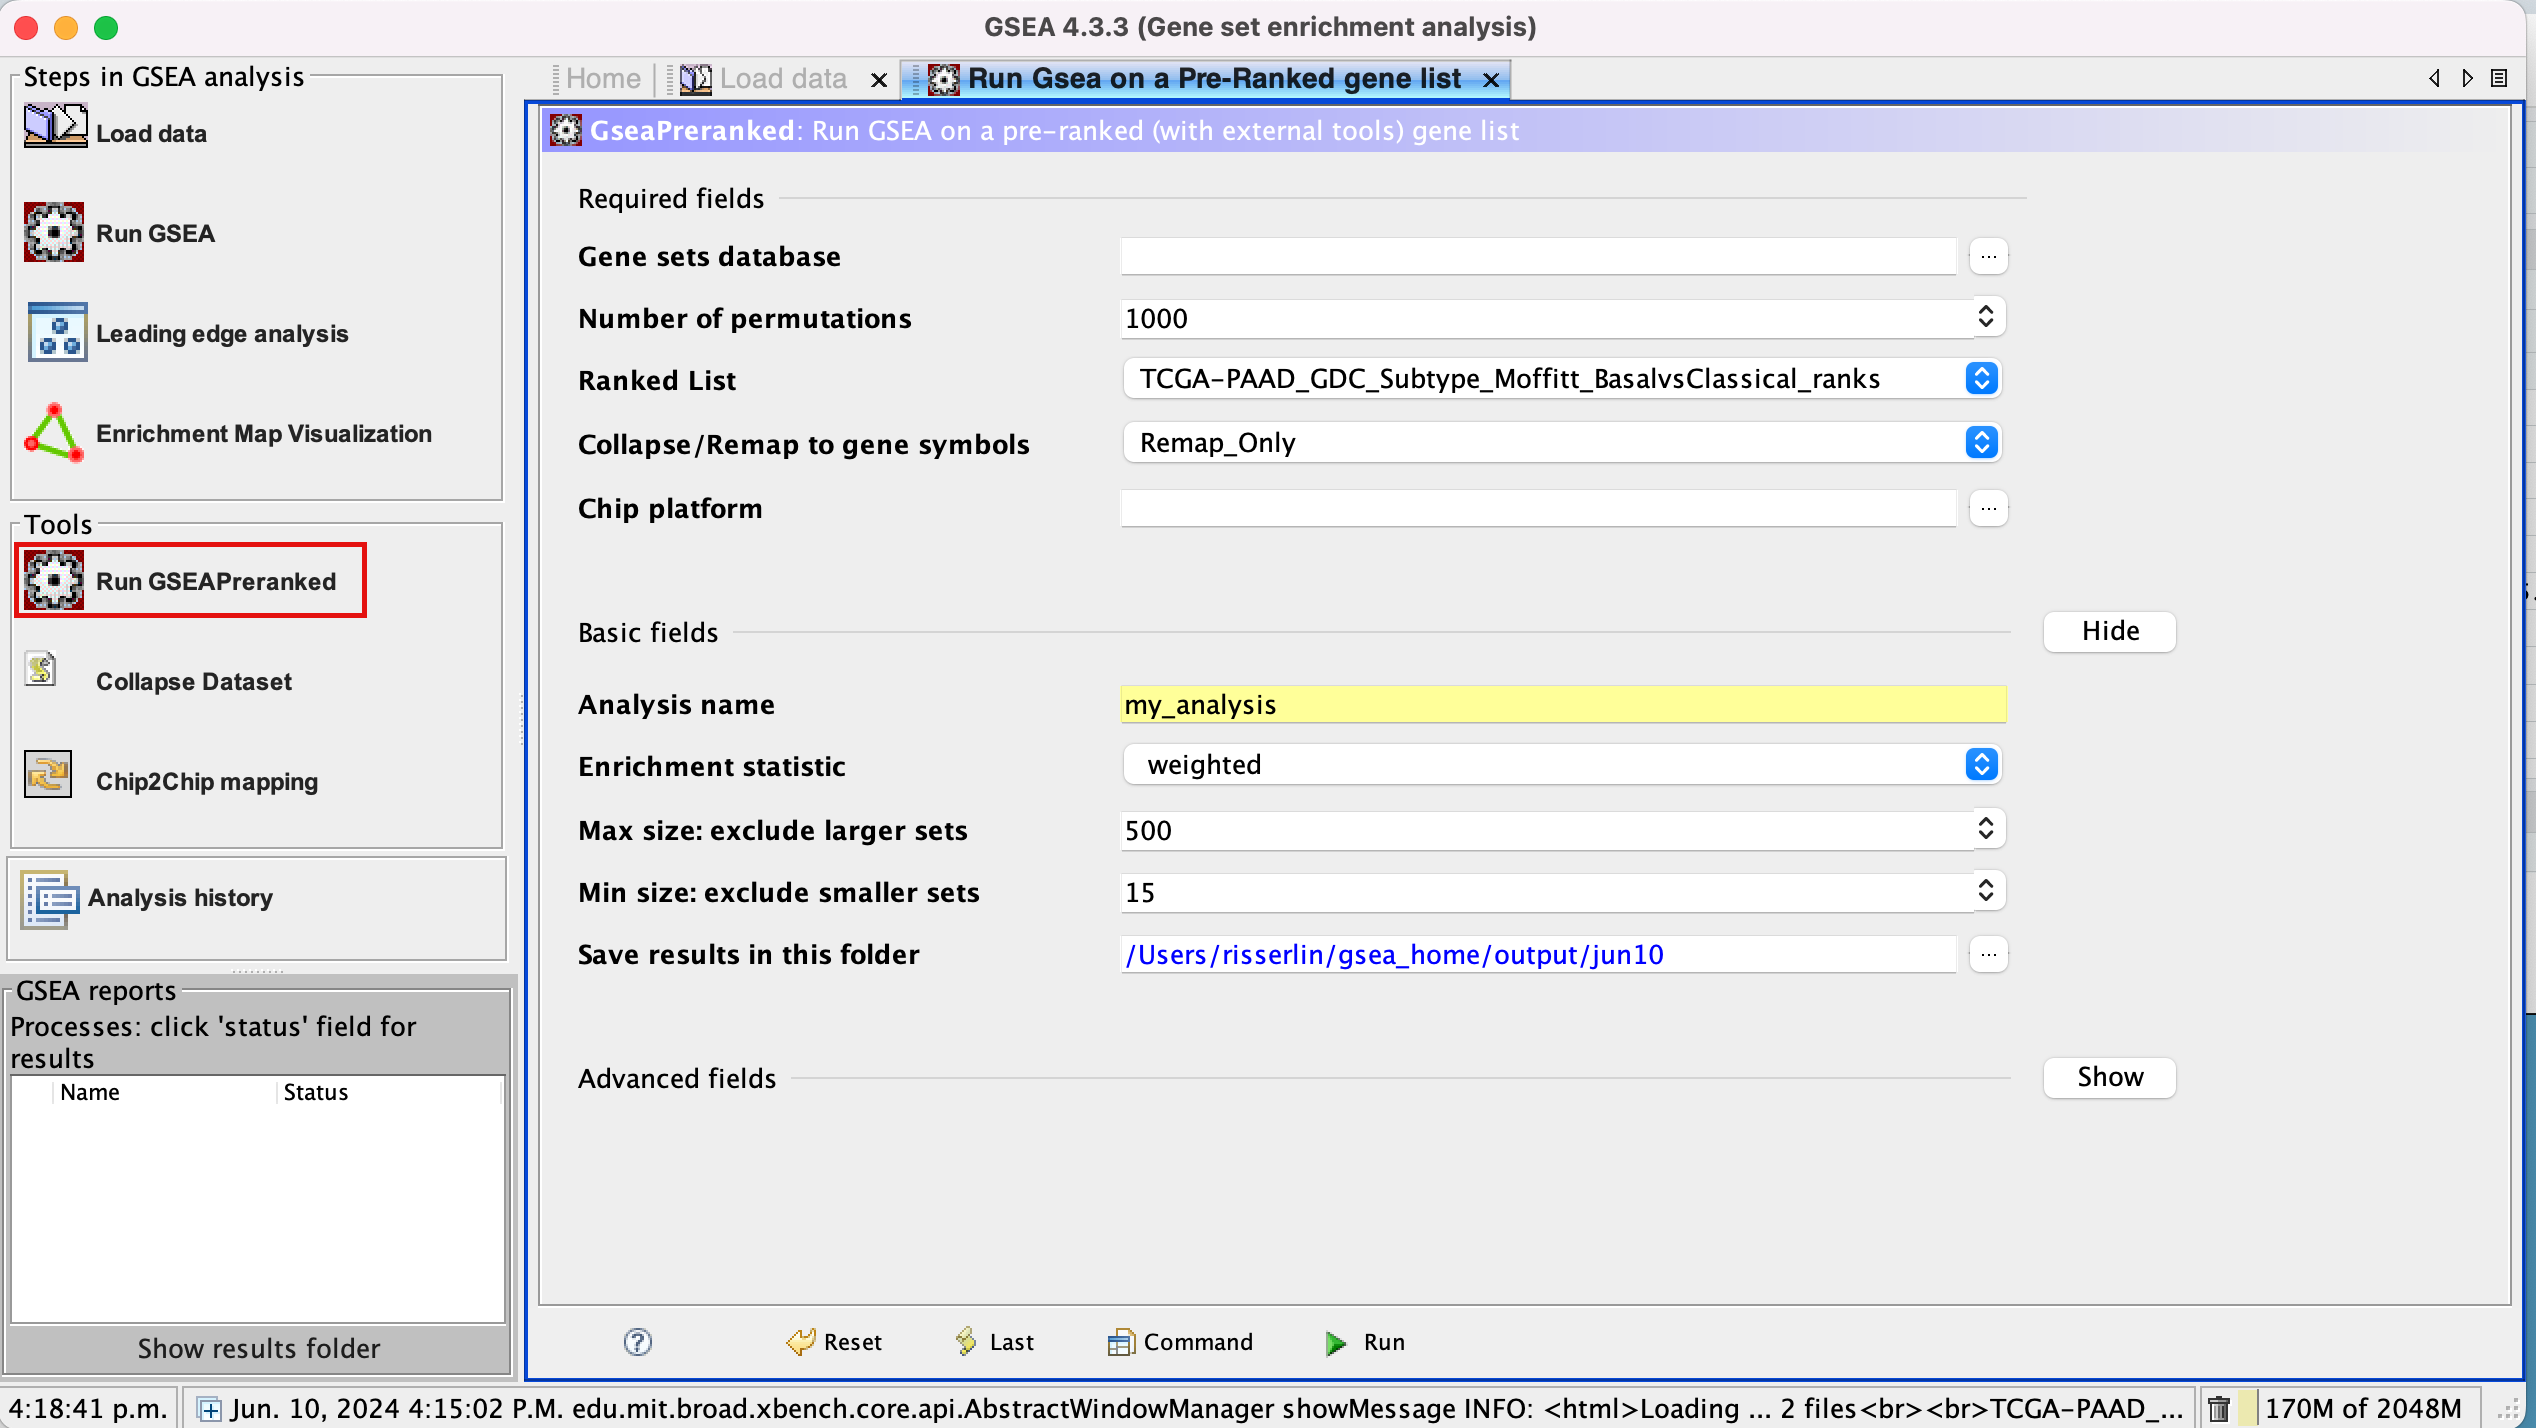 GSEA 4.3.3 (Gene set enrichment analysis)
Steps in GSEA analysis
Load data
Run GSEA
Leading edge analysis
Enrichment Map Visualization
Tools
Run GSEAPreranked
Collapse Dataset
Chip2Chip mapping
Analysis history
GSEA reports
Processes: click 'status' field for
results
Name Status
Show results folder
Home Load data Run Gsea on a Pre-Ranked gene list
GseaPreranked: Run GSEA on a pre-ranked (with external tools) gene list
Required fields
Gene sets database ...
Number of permutations 1000
Ranked List TCGA-PAAD_GDC_Subtype_Moffitt_BasalvsClassical_ranks
Collapse/Remap to gene symbols Remap_Only
Chip platform ...
Basic fields Hide
Analysis name my_analysis
Enrichment statistic weighted
Max size: exclude larger sets 500
Min size: exclude smaller sets 15
Save results in this folder /Users/risserlin/gsea_home/output/jun10 ...
Advanced fields Show
? Reset Last Command Run
4:18:41 p.m. Jun. 10, 2024 4:15:02 P.M. edu.mit.broad.xbench.core.api.AbstractWindowManager showMessage INFO: <html>Loading ... 2 files<br><br>TCGA-PAAD_... 170M of 2048M